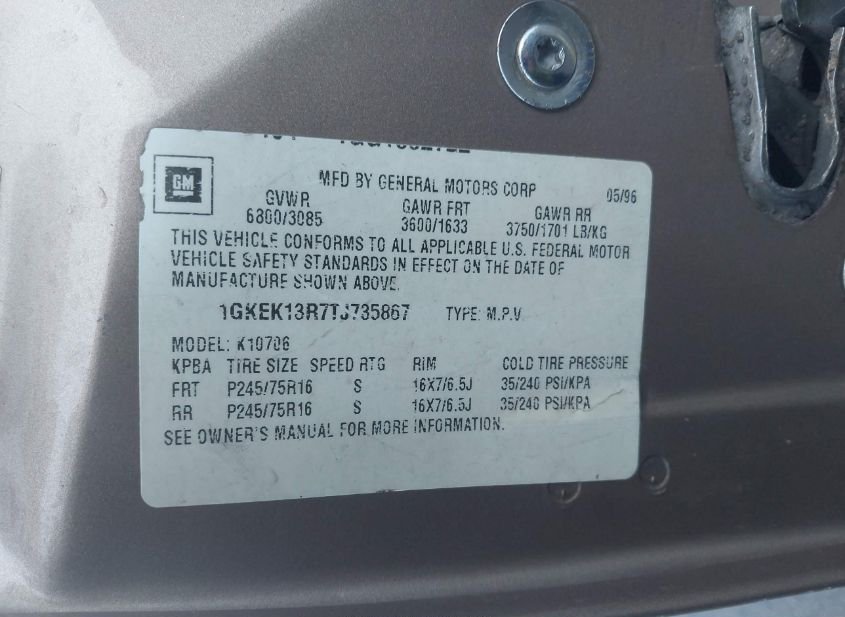 GM
MFD BY GENERAL MOTORS CORP 05/96
GVWR GAWR FRT GAWR RR
6800/3085 3600/1633 3750/1701 LB/KG
THIS VEHICLE CONFORMS TO ALL APPLICABLE U.S. FEDERAL MOTOR
VEHICLE SAFETY STANDARDS IN EFFECT ON THE DATE OF
MANUFACTURE SHOWN ABOVE.
1GKEK13R7TJ735867 TYPE: M.P.V.
MODEL: K10706
KPBA TIRE SIZE SPEED RTG RIM COLD TIRE PRESSURE
FRT P245/75R16 S 16X7/6.5J 35/240 PSI/KPA
RR P245/75R16 S 16X7/6.5J 35/240 PSI/KPA
SEE OWNER'S MANUAL FOR MORE INFORMATION.